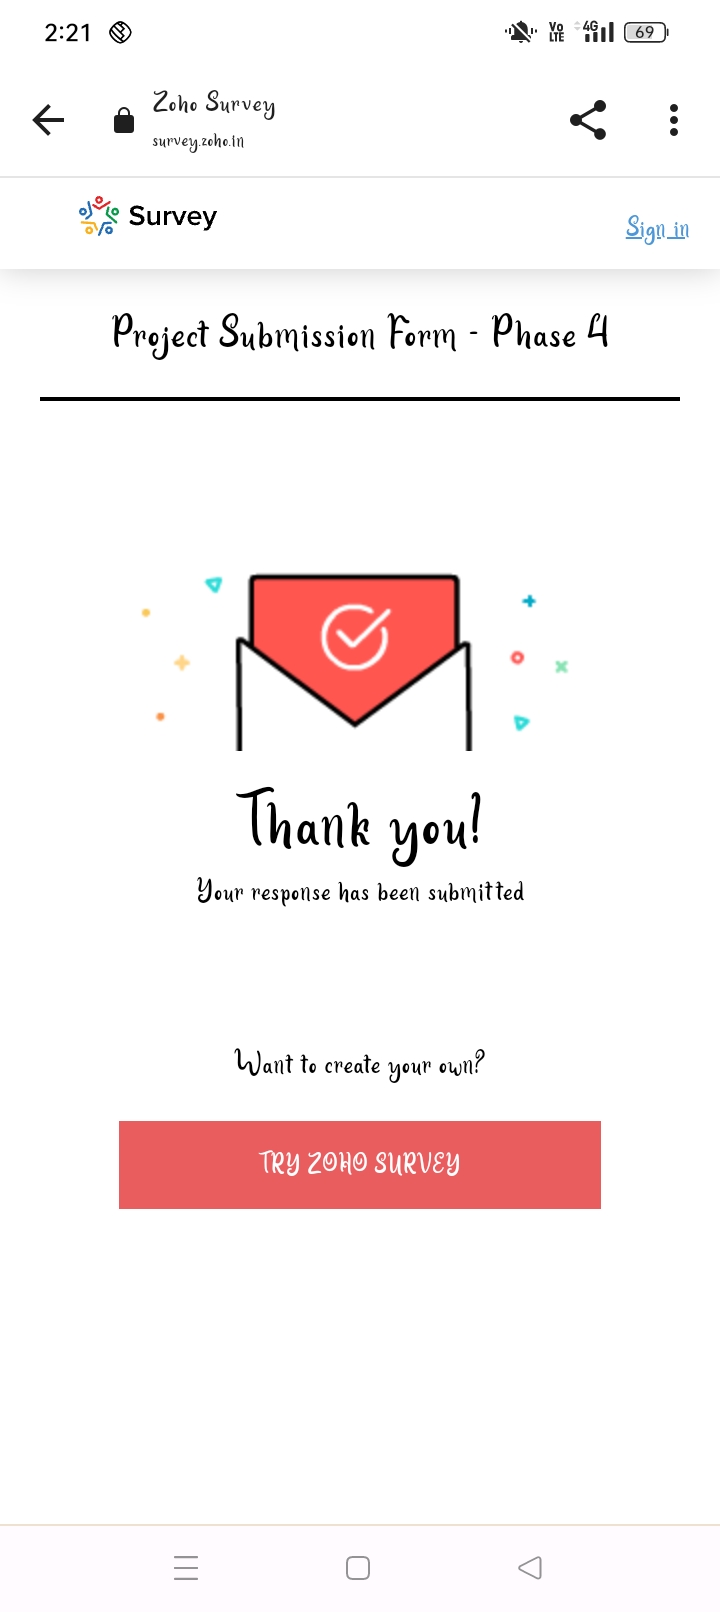 2:21
Vo LTE 4G 69
Zoho Survey
survey.zoho.in
Survey
Sign in
Project Submission Form - Phase 4
Thank you!
Your response has been submitted
Want to create your own?
TRY ZOHO SURVEY